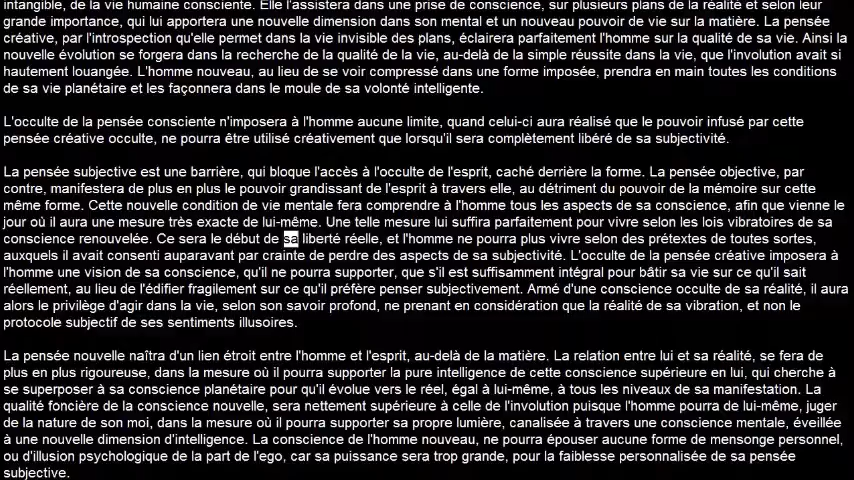 intangible, de la vie humaine consciente. Elle l'assistera dans une prise de conscience, sur plusieurs plans de la réalité et selon leur
grande importance, qui lui apportera une nouvelle dimension dans son mental et un nouveau pouvoir de vie sur la matière. La pensée
créative, par l'introspection qu'elle permet dans la vie invisible des plans, éclairera parfaitement l'homme sur la qualité de sa vie. Ainsi la
nouvelle évolution se forgera dans la recherche de la qualité de la vie, au-delà de la simple réussite dans la vie, que l'involution avait si
hautement louangée. L'homme nouveau, au lieu de se voir compressé dans une forme imposée, prendra en main toutes les conditions
de sa vie planétaire et les façonnera dans le moule de sa volonté intelligente.
L'occulte de la pensée consciente n'imposera à l'homme aucune limite, quand celui-ci aura réalisé que le pouvoir infusé par cette
pensée créative occulte, ne pourra être utilisé créativement que lorsqu'il sera complètement libéré de sa subjectivité.
La pensée subjective est une barrière, qui bloque l'accès à l'occulte de l'esprit, caché derrière la forme. La pensée objective, par
contre, manifestera de plus en plus le pouvoir grandissant de l'esprit à travers elle, au détriment du pouvoir de la mémoire sur cette
même forme. Cette nouvelle condition de vie mentale fera comprendre à l'homme tous les aspects de sa conscience, afin que vienne le
jour où il aura une mesure très exacte de lui-même. Une telle mesure lui suffira parfaitement pour vivre selon les lois vibratoires de sa
conscience renouvelée. Ce sera le début de sa liberté réelle, et l'homme ne pourra plus vivre selon des prétextes de toutes sortes,
auxquels il avait consenti auparavant par crainte de perdre des aspects de sa subjectivité. L'occulte de la pensée créative imposera à
l'homme une vision de sa conscience, qu'il ne pourra supporter, que s'il est suffisamment intégral pour bâtir sa vie sur ce qu'il sait
réellement, au lieu de l'édifier fragilement sur ce qu'il préfère penser subjectivement. Armé d'une conscience occulte de sa réalité, il aura
alors le privilège d'agir dans la vie, selon son savoir profond, ne prenant en considération que la réalité de sa vibration, et non le
protocole subjectif de ses sentiments illusoires.
La pensée nouvelle naîtra d'un lien étroit entre l'homme et l'esprit, au-delà de la matière. La relation entre lui et sa réalité, se fera de
plus en plus rigoureuse, dans la mesure où il pourra supporter la pure intelligence de cette conscience supérieure en lui, qui cherche à
se superposer à sa conscience planétaire pour qu'il évolue vers le réel, égal à lui-même, à tous les niveaux de sa manifestation. La
qualité foncière de la conscience nouvelle, sera nettement supérieure à celle de l'involution puisque l'homme pourra de lui-même, juger
de la nature de son moi, dans la mesure où il pourra supporter sa propre lumière, canalisée à travers une conscience mentale, éveillée
à une nouvelle dimension d'intelligence. La conscience de l'homme nouveau, ne pourra épouser aucune forme de mensonge personnel,
ou d'illusion psychologique de la part de l'ego, car sa puissance sera trop grande, pour la faiblesse personnalisée de sa pensée
subjective.